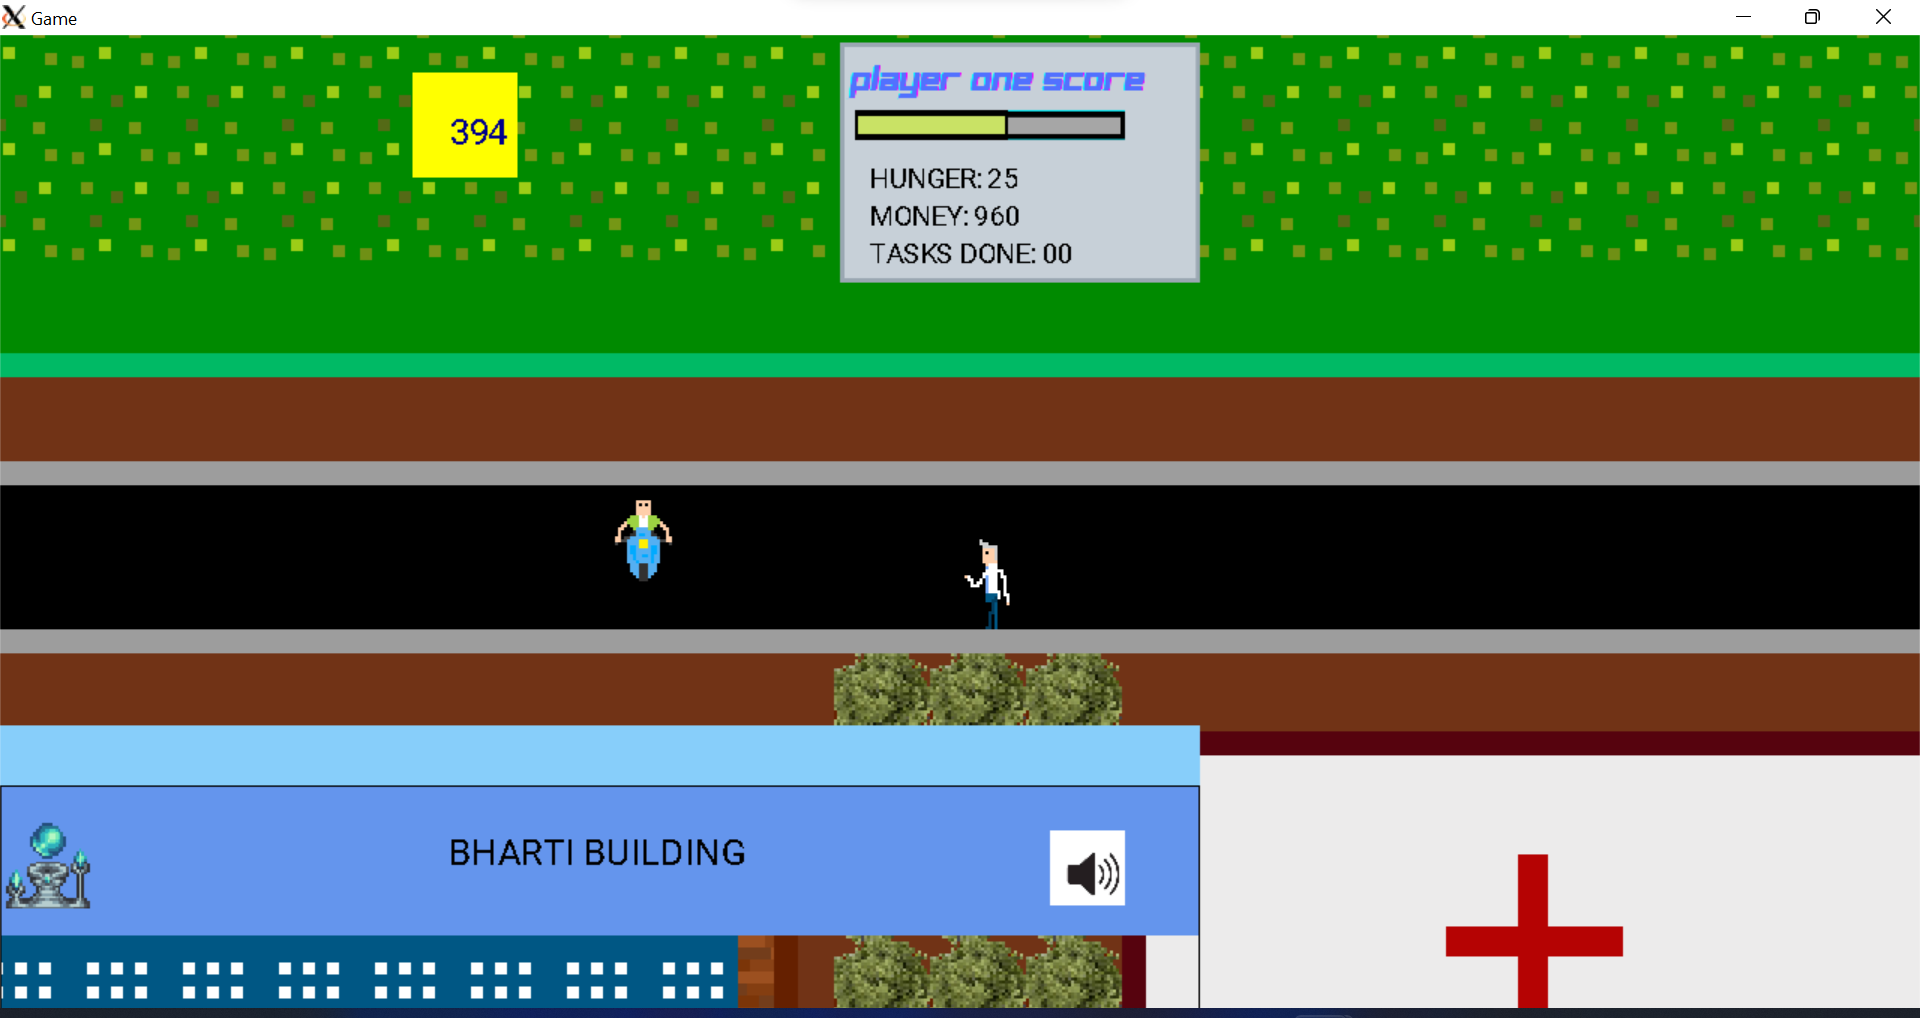 Game
394
player one score
HUNGER: 25
MONEY: 960
TASKS DONE: 00
BHARTI BUILDING